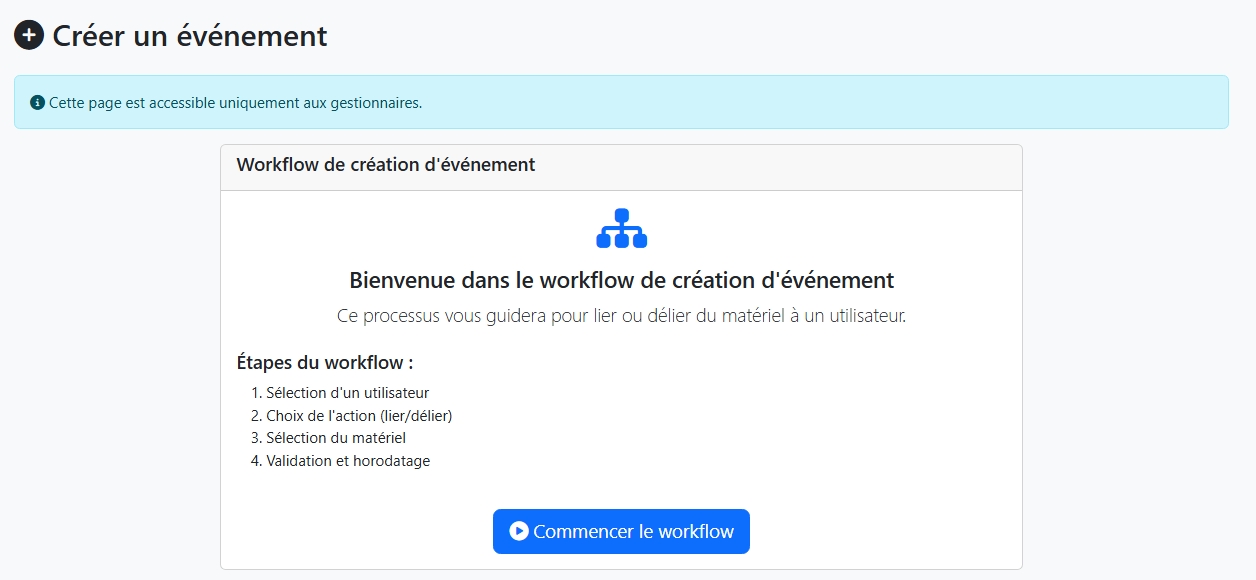 Créer un événement
Cette page est accessible uniquement aux gestionnaires.
Workflow de création d'événement
Bienvenue dans le workflow de création d'événement
Ce processus vous guidera pour lier ou délier du matériel à un utilisateur.
Étapes du workflow :
1. Sélection d'un utilisateur
2. Choix de l'action (lier/délier)
3. Sélection du matériel
4. Validation et horodatage
Commencer le workflow